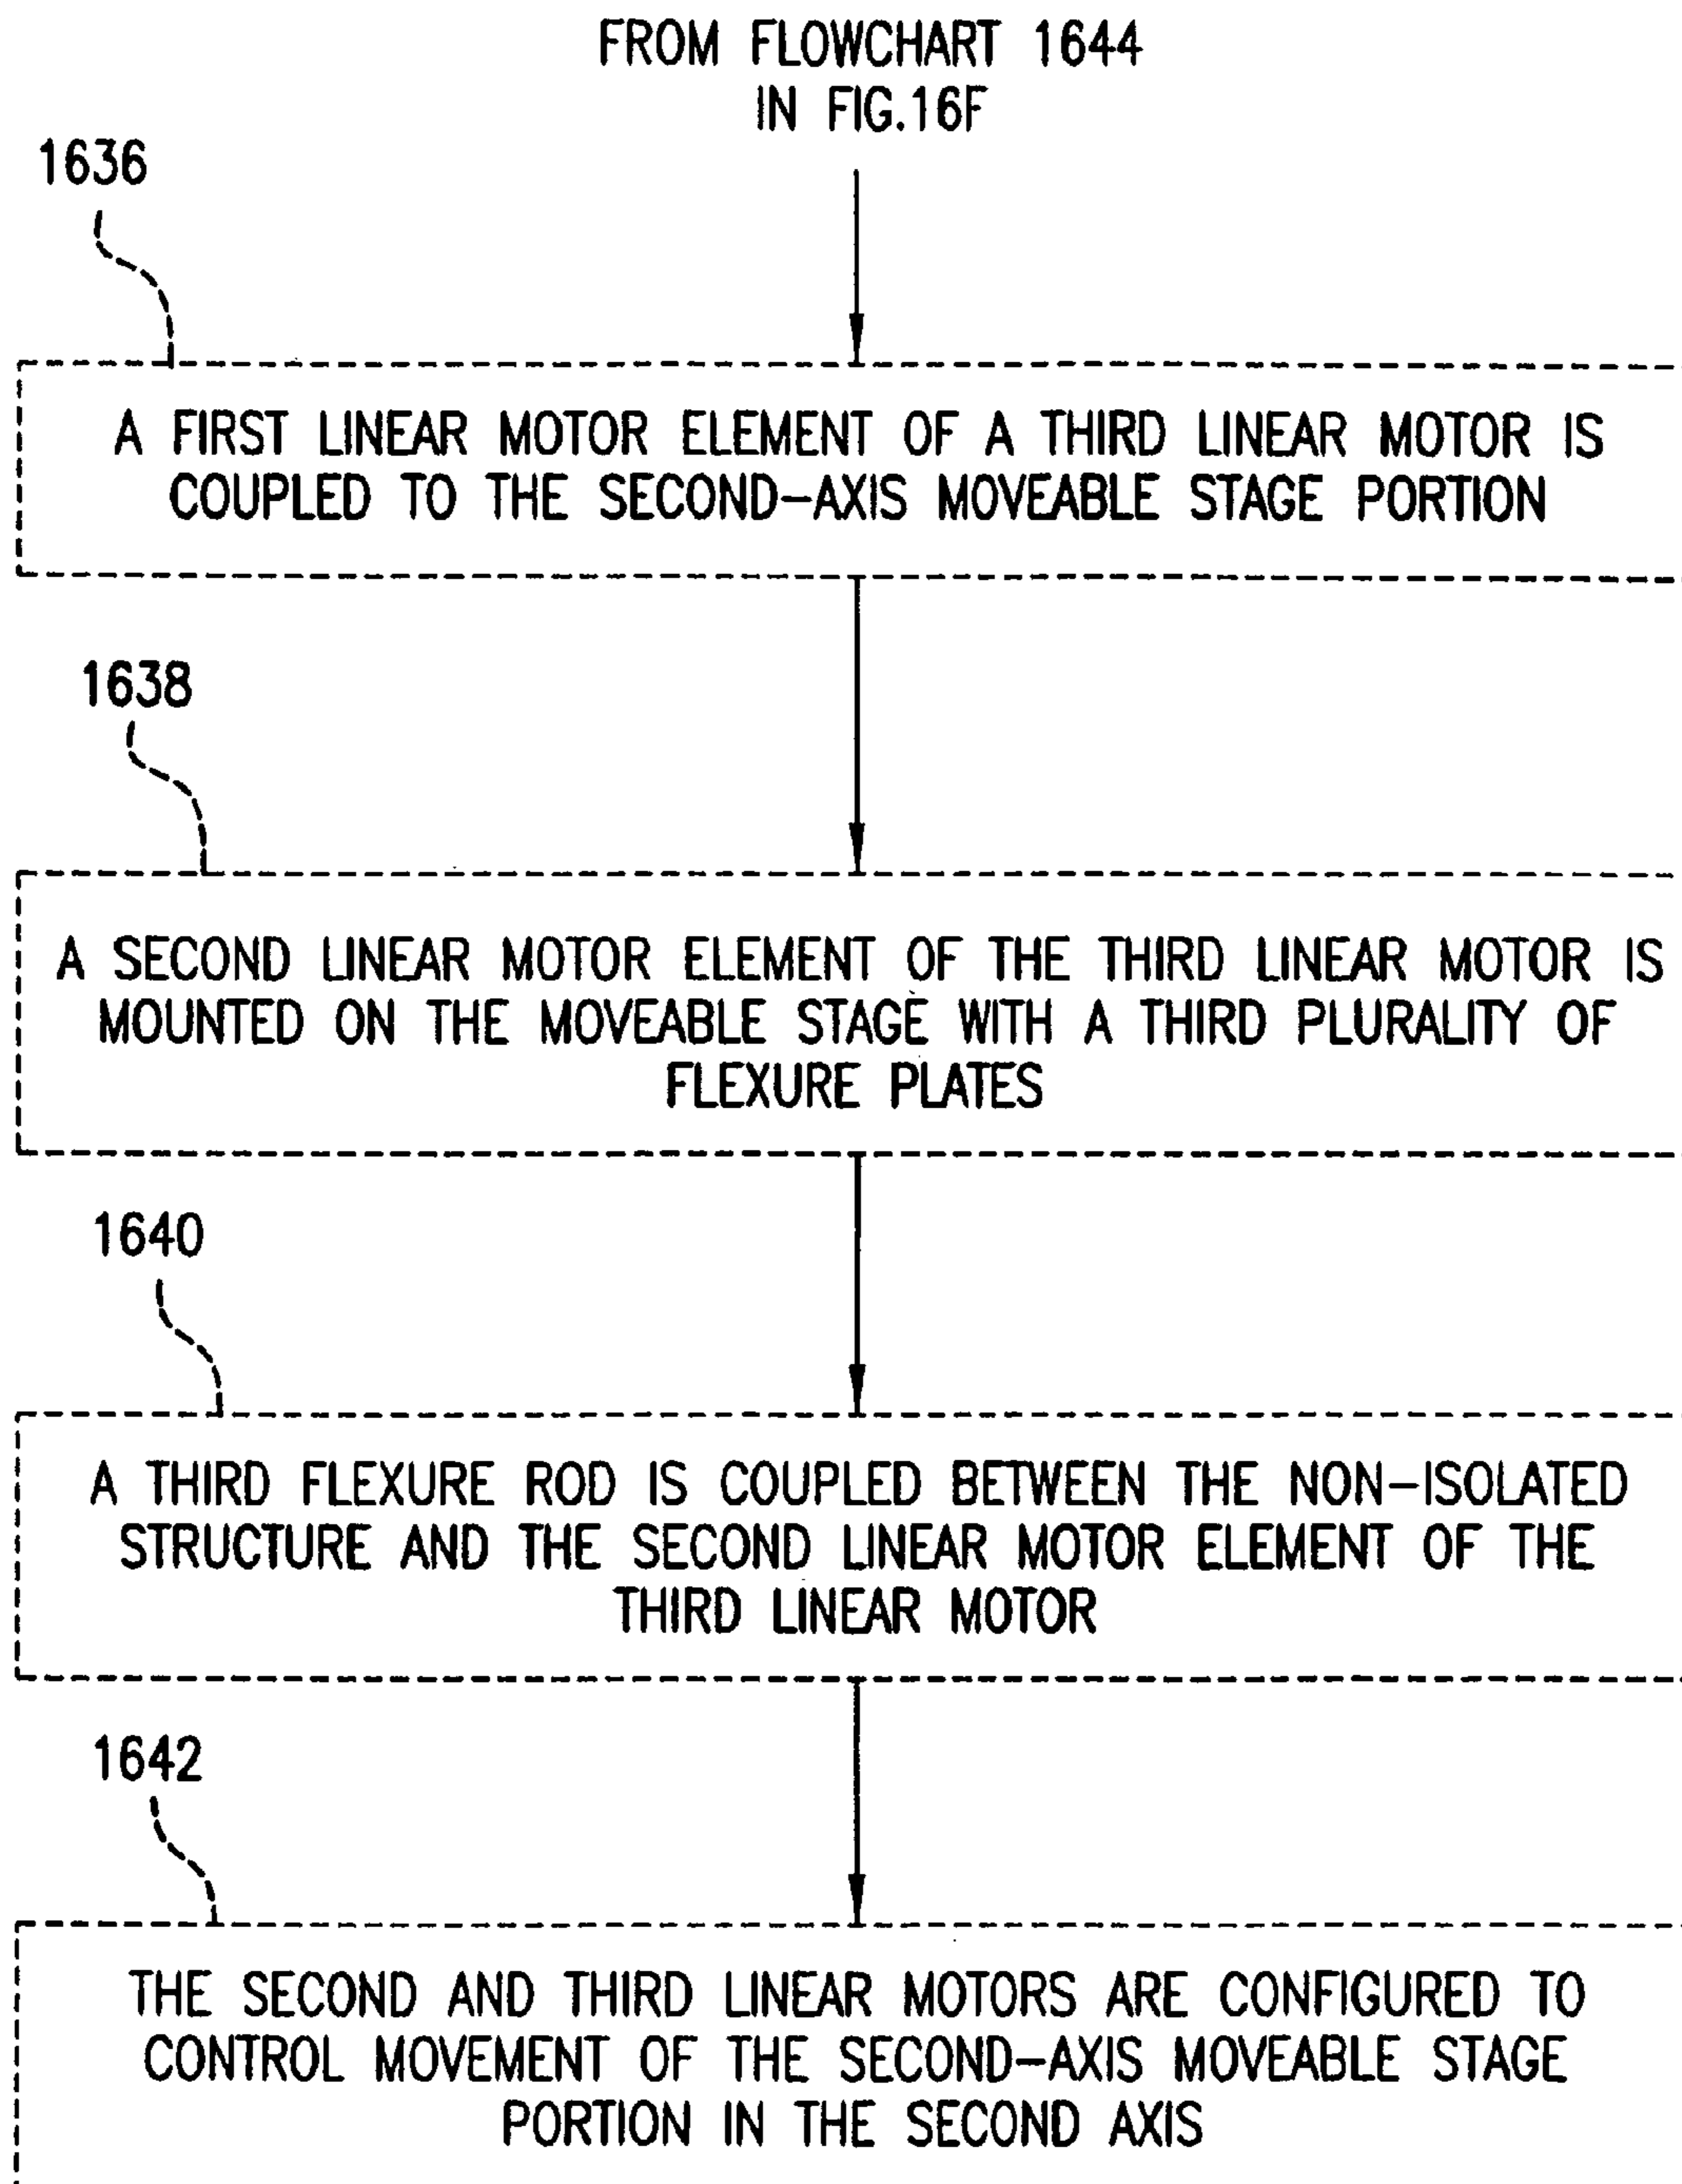 FROM FLOWCHART 1644
IN FIG.16F
1636
A FIRST LINEAR MOTOR ELEMENT OF A THIRD LINEAR MOTOR IS
COUPLED TO THE SECOND-AXIS MOVEABLE STAGE PORTION
1638
A SECOND LINEAR MOTOR ELEMENT OF THE THIRD LINEAR MOTOR IS
MOUNTED ON THE MOVEABLE STAGE WITH A THIRD PLURALITY OF
FLEXURE PLATES
1640
A THIRD FLEXURE ROD IS COUPLED BETWEEN THE NON-ISOLATED
STRUCTURE AND THE SECOND LINEAR MOTOR ELEMENT OF THE
THIRD LINEAR MOTOR
1642
THE SECOND AND THIRD LINEAR MOTORS ARE CONFIGURED TO
CONTROL MOVEMENT OF THE SECOND-AXIS MOVEABLE STAGE
PORTION IN THE SECOND AXIS